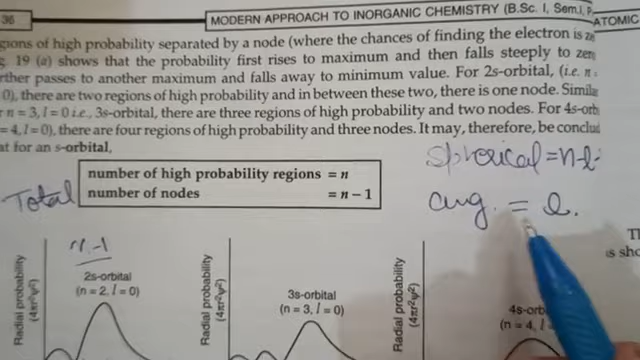 36
MODERN APPROACH TO INORGANIC CHEMISTRY (B.Sc. I, Sem.I,
ATOMIC
gions of high probability separated by a node (where the chances of finding the electron is
g. 19 (a) shows that the probability first rises to maximum and then falls steeply to
rther passes to another maximum and falls away to minimum value. For 2s-orbital, (i.e. n
0), there are two regions of high probability and in between these two, there is one node.
r n = 3, l = 0 i.e., 3s-orbital, there are three regions of high probability and two nodes. For 4s-orb
= 4, l = 0), there are four regions of high probability and three nodes. It may, therefore, be
at for an s-orbital,
Spherical = n-l-
number of high probability regions = n
Total number of nodes = n – 1
ang. = l.
n-1
2s-orbital
(n = 2, l = 0)
Radial probability
(4πr²ψ²)
3s-orbital
(n = 3, l = 0)
Radial probability
(4πr²ψ²)
4s-orb
(n = 4, l
Radial probability
(4πr²ψ²)